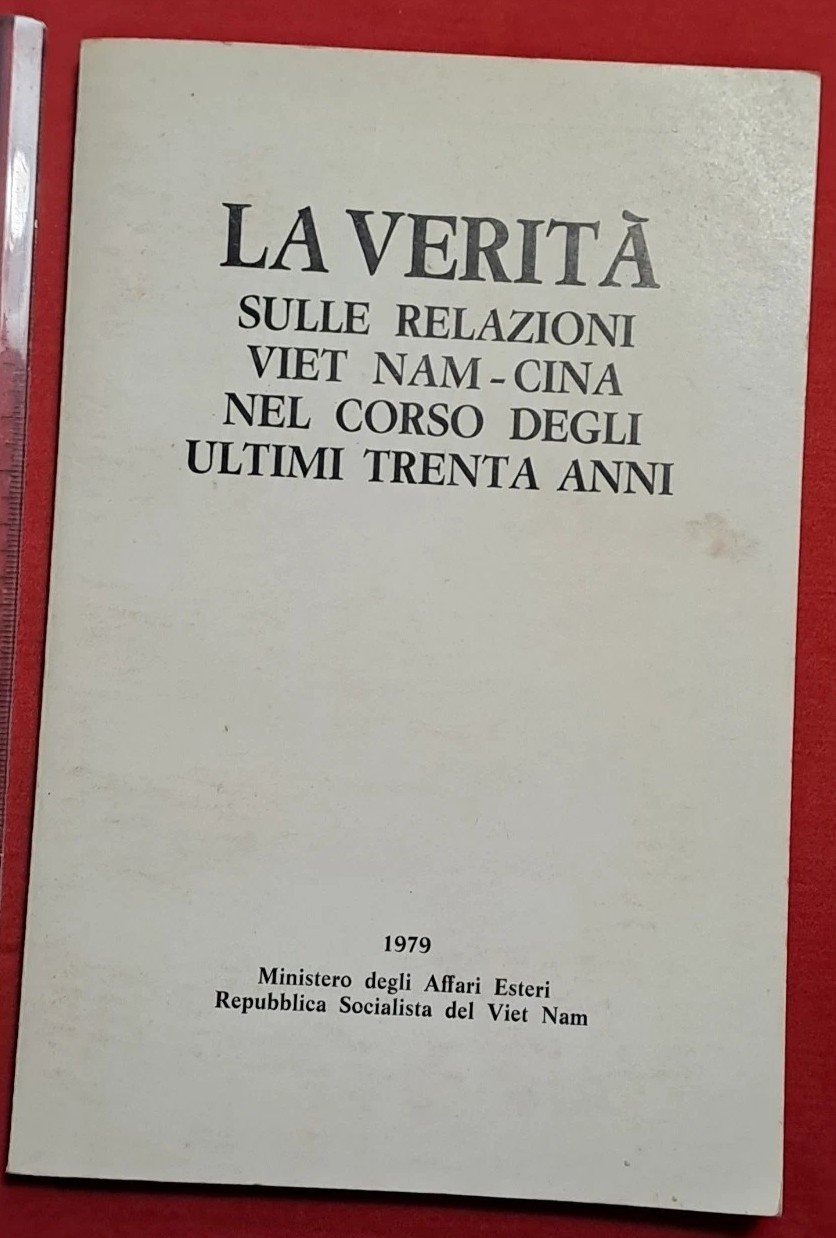 LA VERITÀ
SULLE RELAZIONI
VIET NAM - CINA
NEL CORSO DEGLI
ULTIMI TRENTA ANNI
1979
Ministero degli Affari Esteri
Repubblica Socialista del Viet Nam